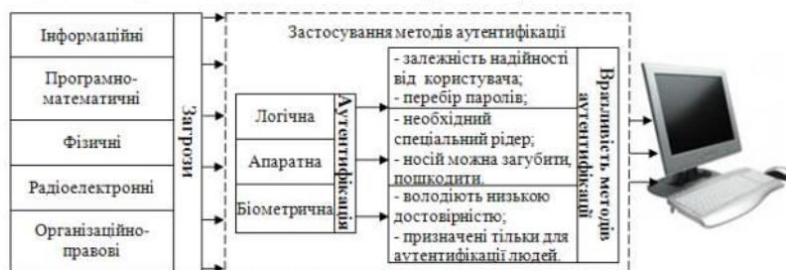 Інформаційні
Програмно-
математичні
Фізичні
Радіоелектронні
Організаційно-
правові
Загрози
Застосування методів аутентифікації
Логічна
Апаратна
Біометрична
Аутентифікація
- залежність надійності
від користувача;
- перебір паролів;
- необхідний
спеціальний рідер;
- носій можна загубити,
пошкодити.
- володіють низькою
достовірністю;
- призначені тільки для
аутентифікації людей.
Вразливість методів
аутентифікації